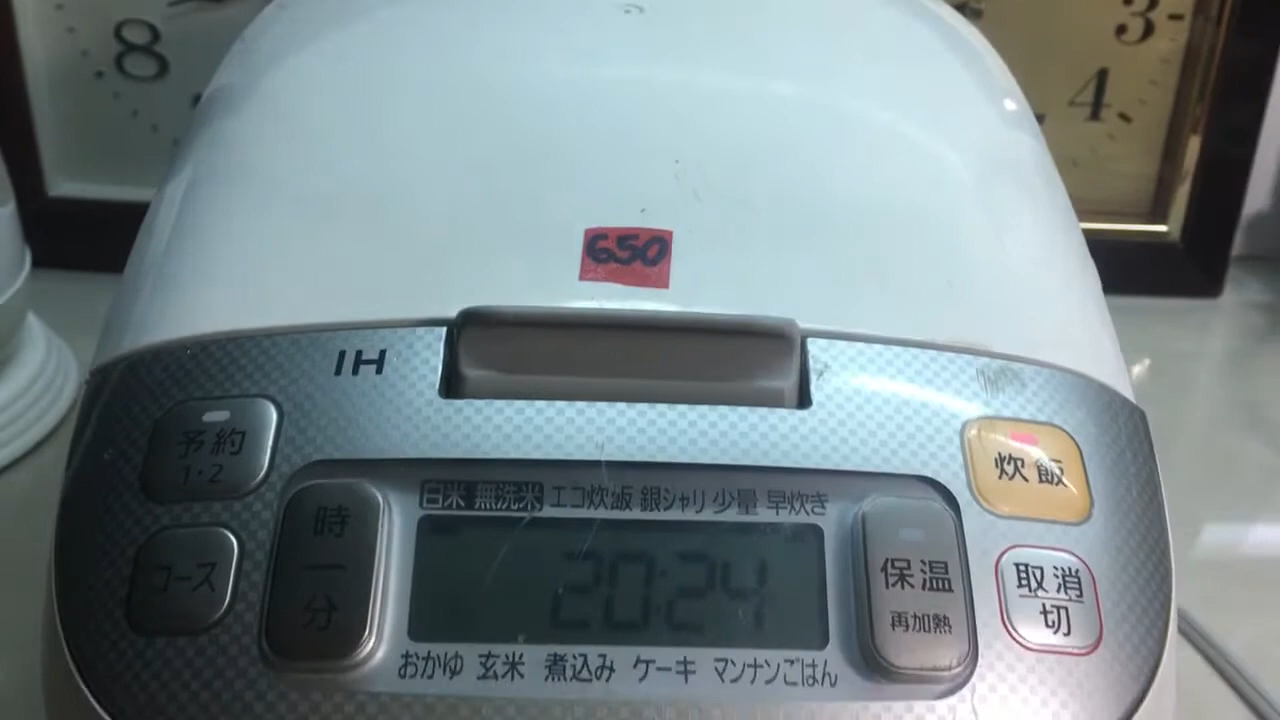 8
3
4
650
IH
予約
1・2
炊飯
白米 無洗米 エコ炊飯 銀シャリ 少量 早炊き
時
分
20:24
保温
再加熱
コース
取消
切
おかゆ 玄米 煮込み ケーキ マンナンごはん